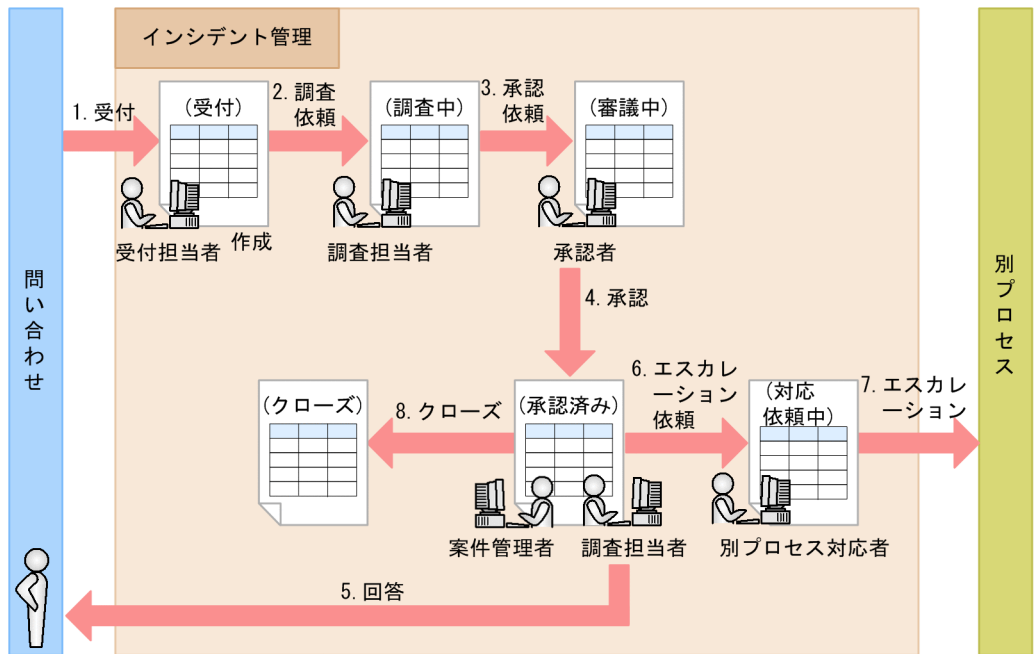 インシデント管理
1.受付
(受付)
2.調査
依頼
(調査中)
3.承認
依頼
(審議中)
受付担当者
作成
調査担当者
承認者
問い合わせ
別プロセス
4.承認
(クローズ)
8.クローズ
(承認済み)
6.エスカレ
ーション
依頼
(対応
依頼中)
7.エスカレ
ーション
案件管理者
調査担当者
別プロセス対応者
5.回答